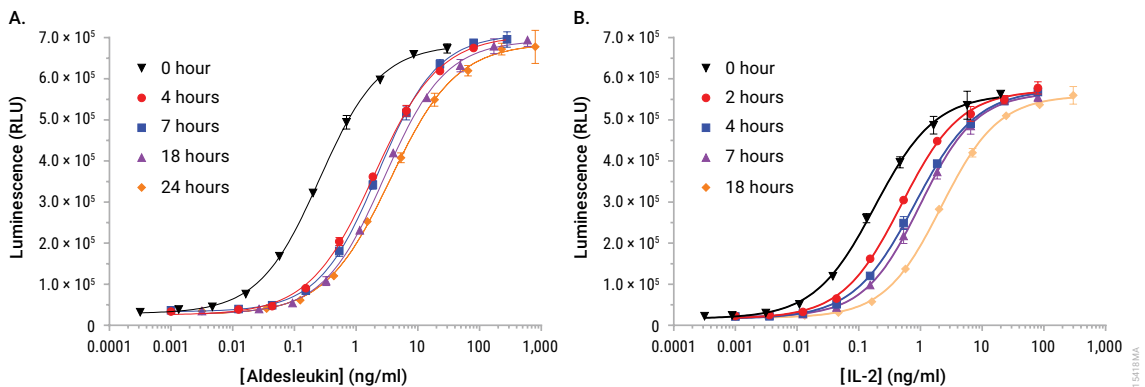 A.
Luminescence (RLU)
7.0 × 10⁵
6.0 × 10⁵
5.0 × 10⁵
4.0 × 10⁵
3.0 × 10⁵
2.0 × 10⁵
1.0 × 10⁵
0
0 hour
4 hours
7 hours
18 hours
24 hours
0.0001 0.001 0.01 0.1 1 10 100 1,000
[Aldesleukin] (ng/ml)
B.
Luminescence (RLU)
7.0 × 10⁵
6.0 × 10⁵
5.0 × 10⁵
4.0 × 10⁵
3.0 × 10⁵
2.0 × 10⁵
1.0 × 10⁵
0
0 hour
2 hours
4 hours
7 hours
18 hours
0.0001 0.001 0.01 0.1 1 10 100 1,000
[IL-2] (ng/ml)
15418MA